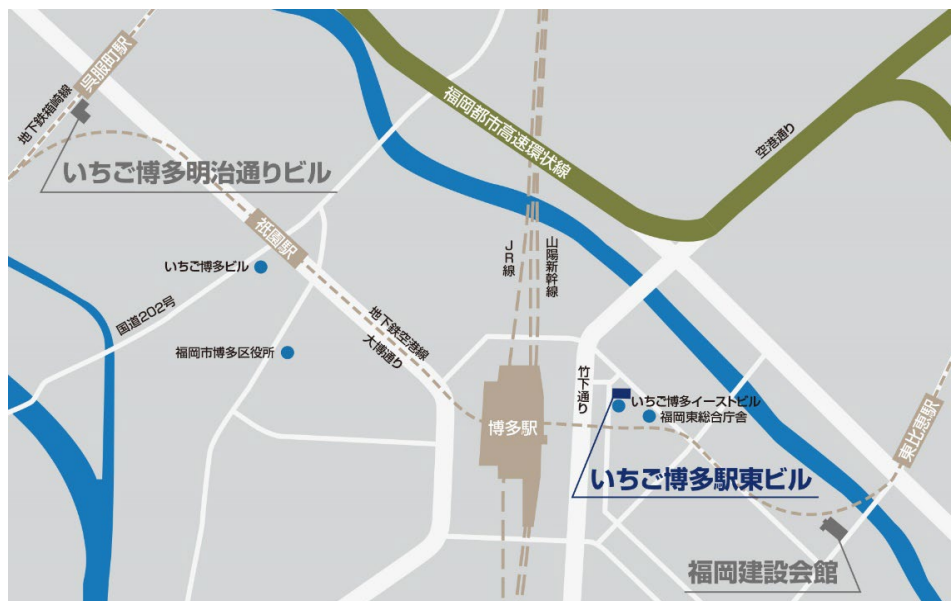 呉服町駅
地下鉄箱崎線
いちご博多明治通りビル
福岡都市高速環状線
空港通り
祇園駅
いちご博多ビル
国道202号
JR線
山陽新幹線
地下鉄空港線
大博通り
福岡市博多区役所
竹下通り
博多駅
いちご博多イーストビル
福岡東総合庁舎
東比恵駅
いちご博多駅東ビル
福岡建設会館